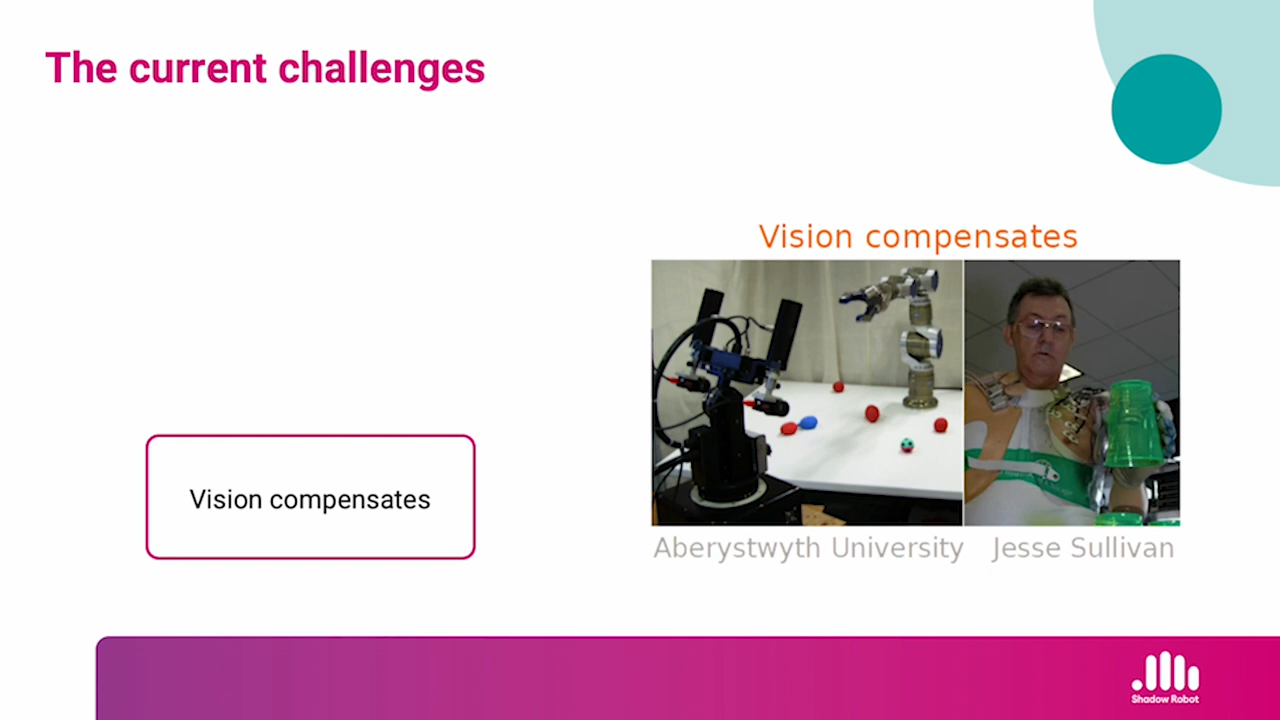 The current challenges
Vision compensates
Vision compensates
Aberystwyth University
Jesse Sullivan
Shadow Robot